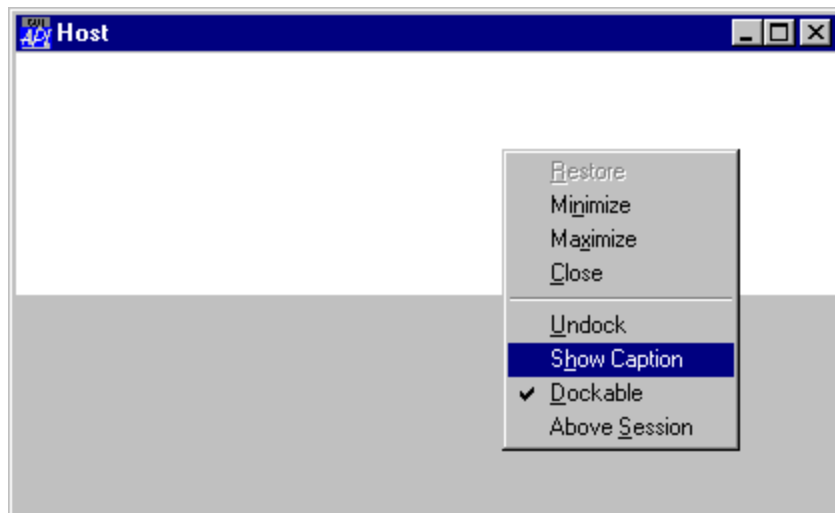 Host
Restore
Minimize
Maximize
Close
Undock
Show Caption
Dockable
Above Session